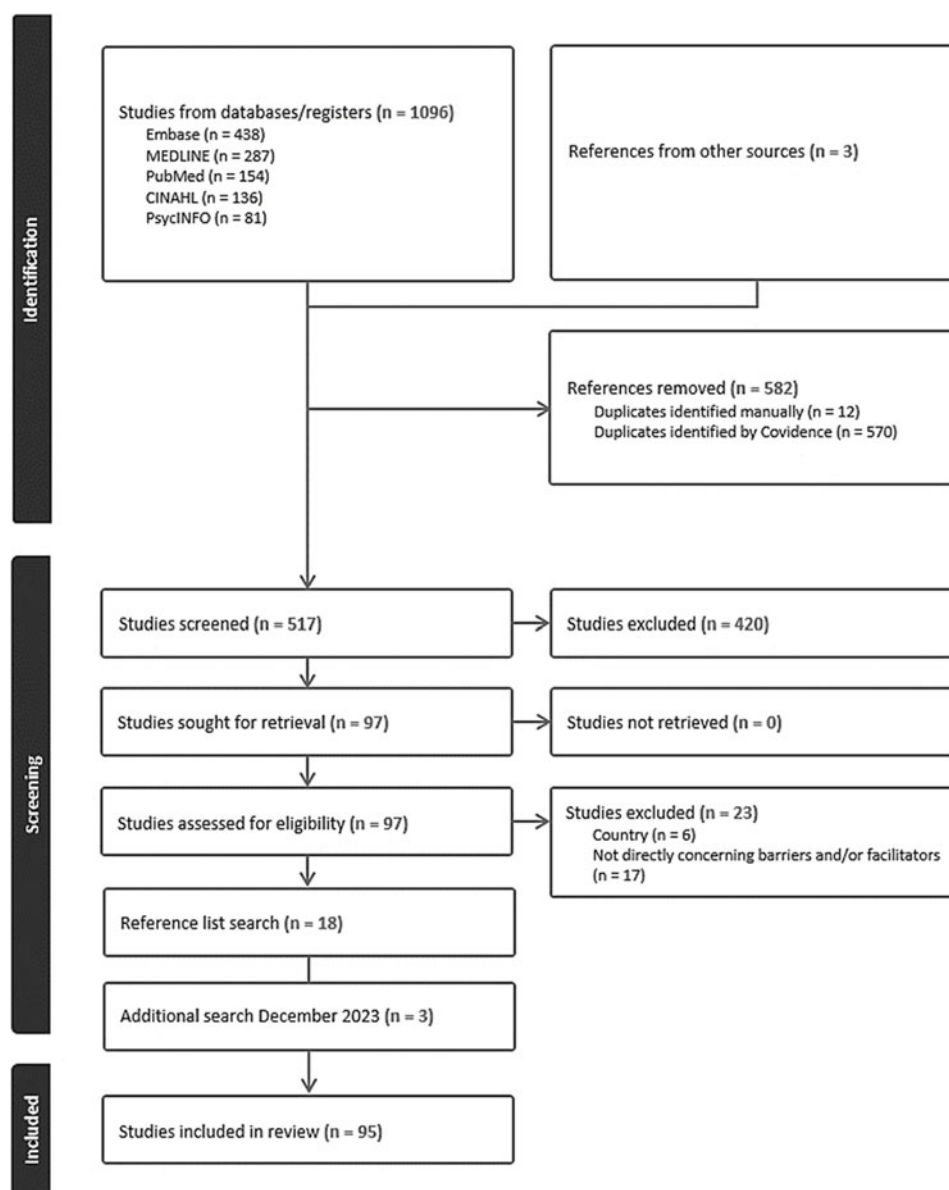 Identification
Studies from databases/registers (n = 1096)
Embase (n = 438)
MEDLINE (n = 287)
PubMed (n = 154)
CINAHL (n = 136)
PsycINFO (n = 81)
References from other sources (n = 3)
References removed (n = 582)
Duplicates identified manually (n = 12)
Duplicates identified by Covidence (n = 570)
Screening
Studies screened (n = 517)
Studies excluded (n = 420)
Studies sought for retrieval (n = 97)
Studies not retrieved (n = 0)
Studies assessed for eligibility (n = 97)
Studies excluded (n = 23)
Country (n = 6)
Not directly concerning barriers and/or facilitators
(n = 17)
Reference list search (n = 18)
Additional search December 2023 (n = 3)
Included
Studies included in review (n = 95)